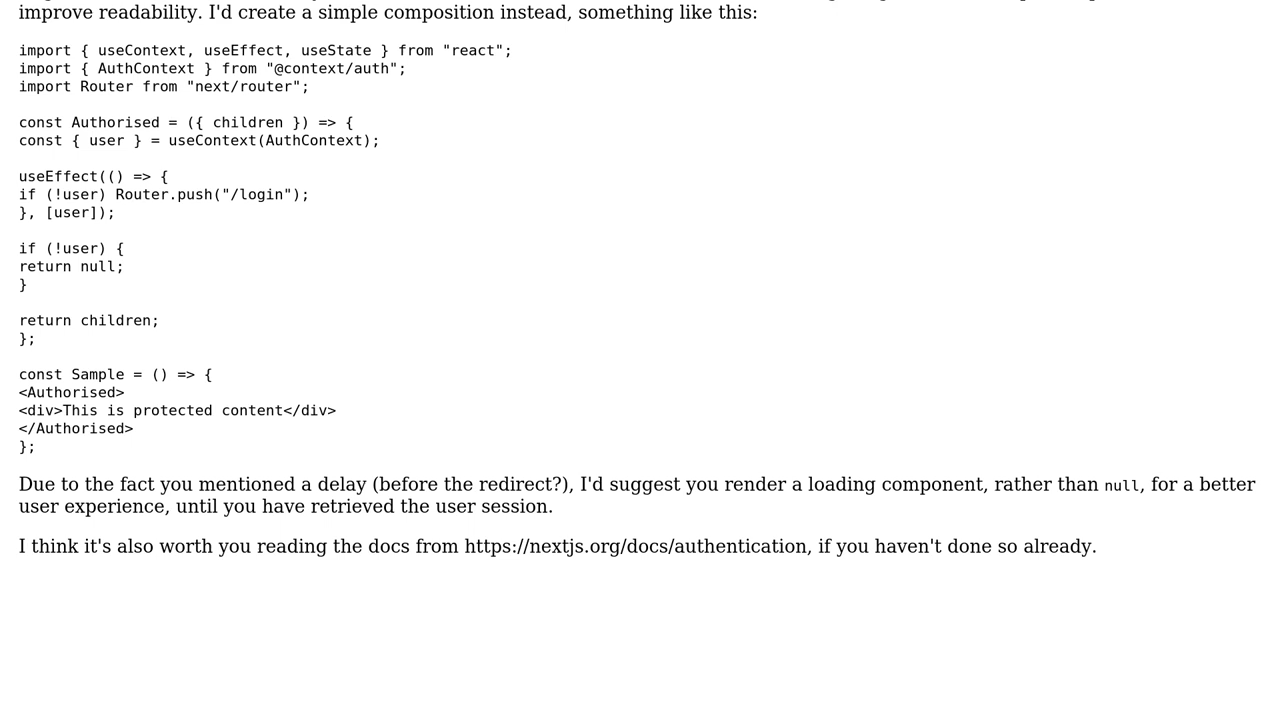 improve readability. I'd create a simple composition instead, something like this:
import { useContext, useEffect, useState } from "react";
import { AuthContext } from "@context/auth";
import Router from "next/router";
const Authorised = ({ children }) => {
const { user } = useContext(AuthContext);
useEffect(() => {
if (!user) Router.push("/login");
}, [user]);
if (!user) {
return null;
}
return children;
};
const Sample = () => {
<Authorised>
<div>This is protected content</div>
</Authorised>
};
Due to the fact you mentioned a delay (before the redirect?), I'd suggest you render a loading component, rather than null, for a better
user experience, until you have retrieved the user session.
I think it's also worth you reading the docs from https://nextjs.org/docs/authentication, if you haven't done so already.